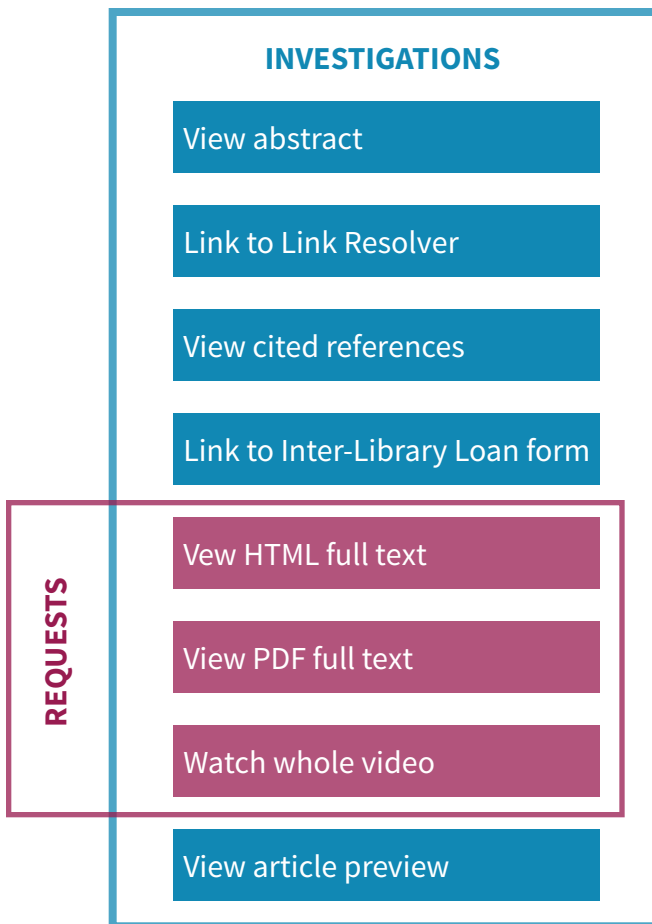 INVESTIGATIONS
View abstract
Link to Link Resolver
View cited references
Link to Inter-Library Loan form
REQUESTS
Vew HTML full text
View PDF full text
Watch whole video
View article preview